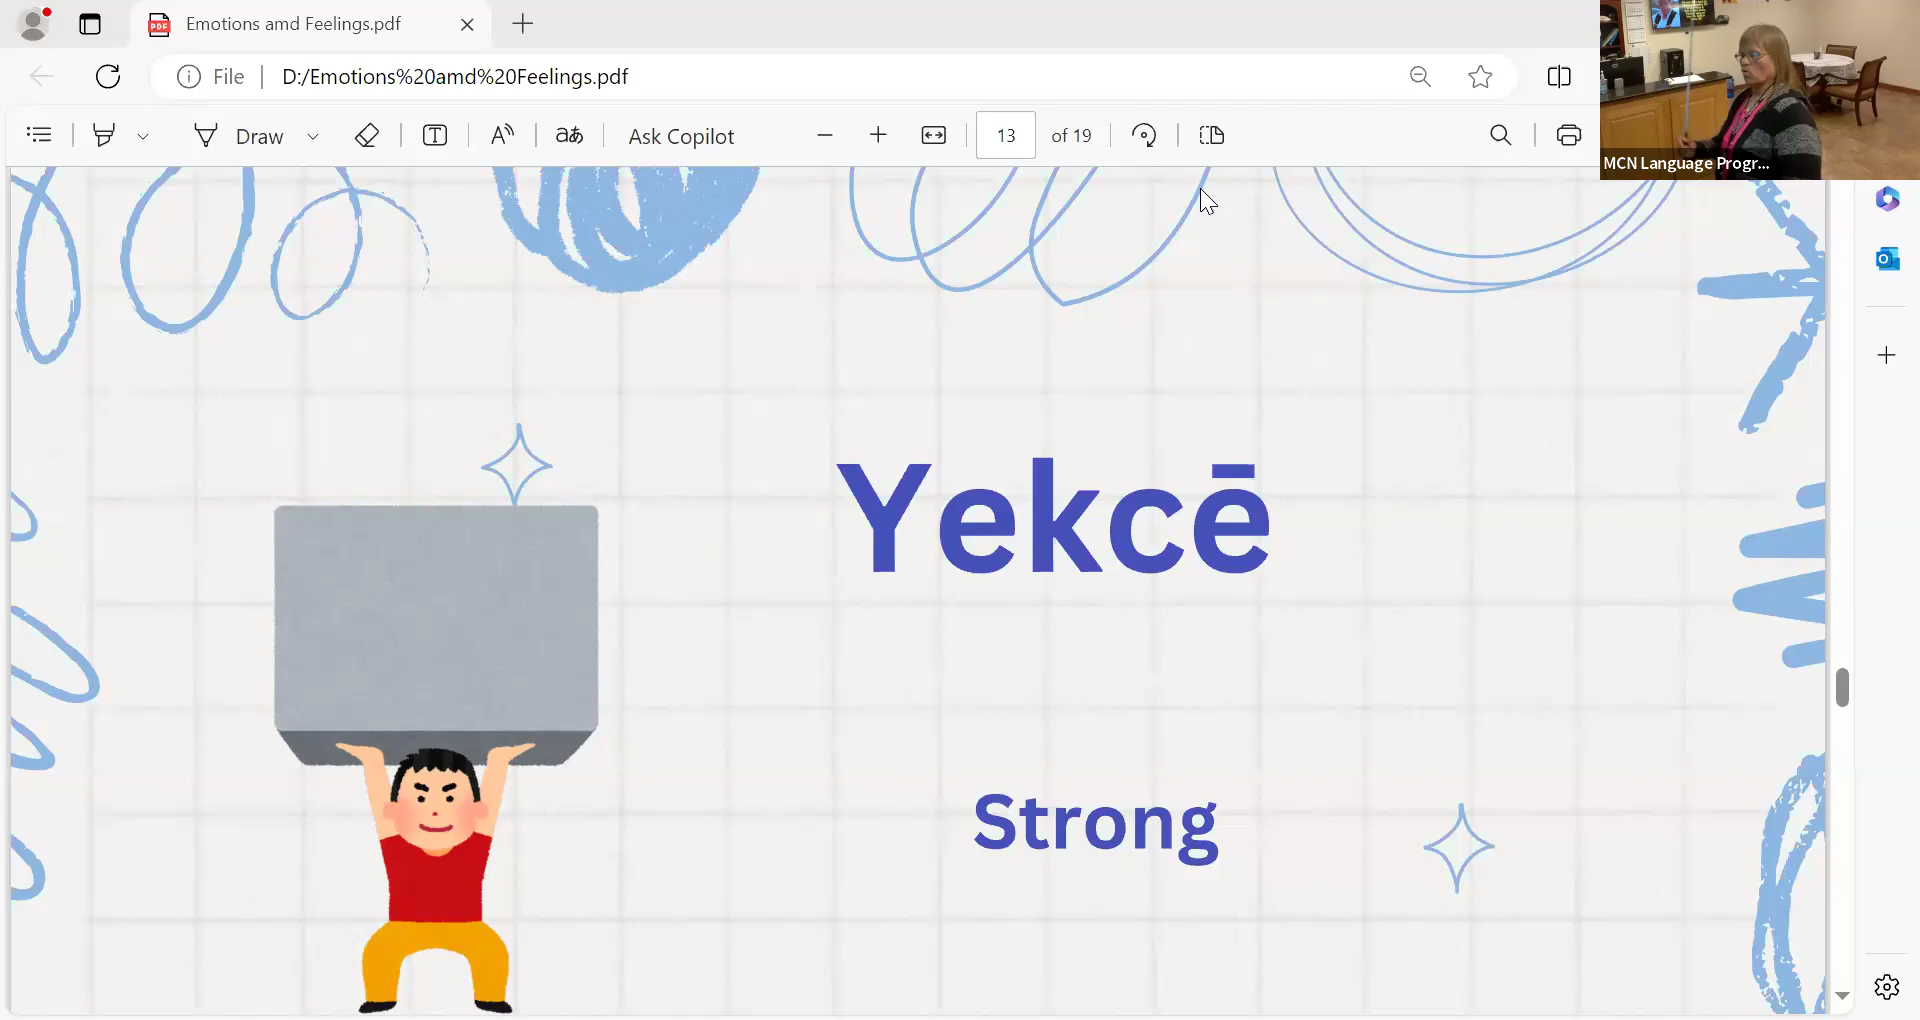 Emotions amd Feelings.pdf
File
D:/Emotions%20amd%20Feelings.pdf
Draw
Ask Copilot
13 of 19
MCN Language Progr...
Yekcē
Strong